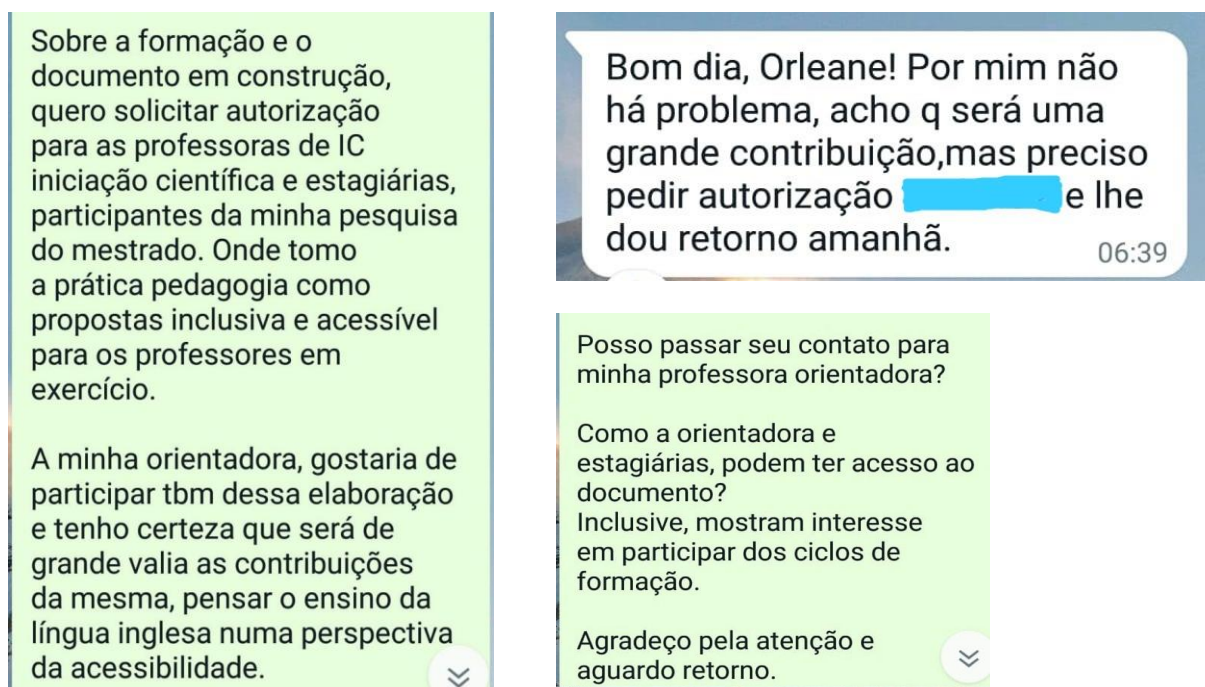 Sobre a formação e o
documento em construção,
quero solicitar autorização
para as professoras de IC
iniciação científica e estagiárias,
participantes da minha pesquisa
do mestrado. Onde tomo
a prática pedagogia como
propostas inclusiva e acessível
para os professores em
exercício.
A minha orientadora, gostaria de
participar tbm dessa elaboração
e tenho certeza que será de
grande valia as contribuições
da mesma, pensar o ensino da
língua inglesa numa perspectiva
da acessibilidade.
Bom dia, Orleane! Por mim não
há problema, acho q será uma
grande contribuição,mas preciso
pedir autorização e lhe
dou retorno amanhã.
06:39
Posso passar seu contato para
minha professora orientadora?
Como a orientadora e
estagiárias, podem ter acesso ao
documento?
Inclusive, mostram interesse
em participar dos ciclos de
formação.
Agradeço pela atenção e
aguardo retorno.